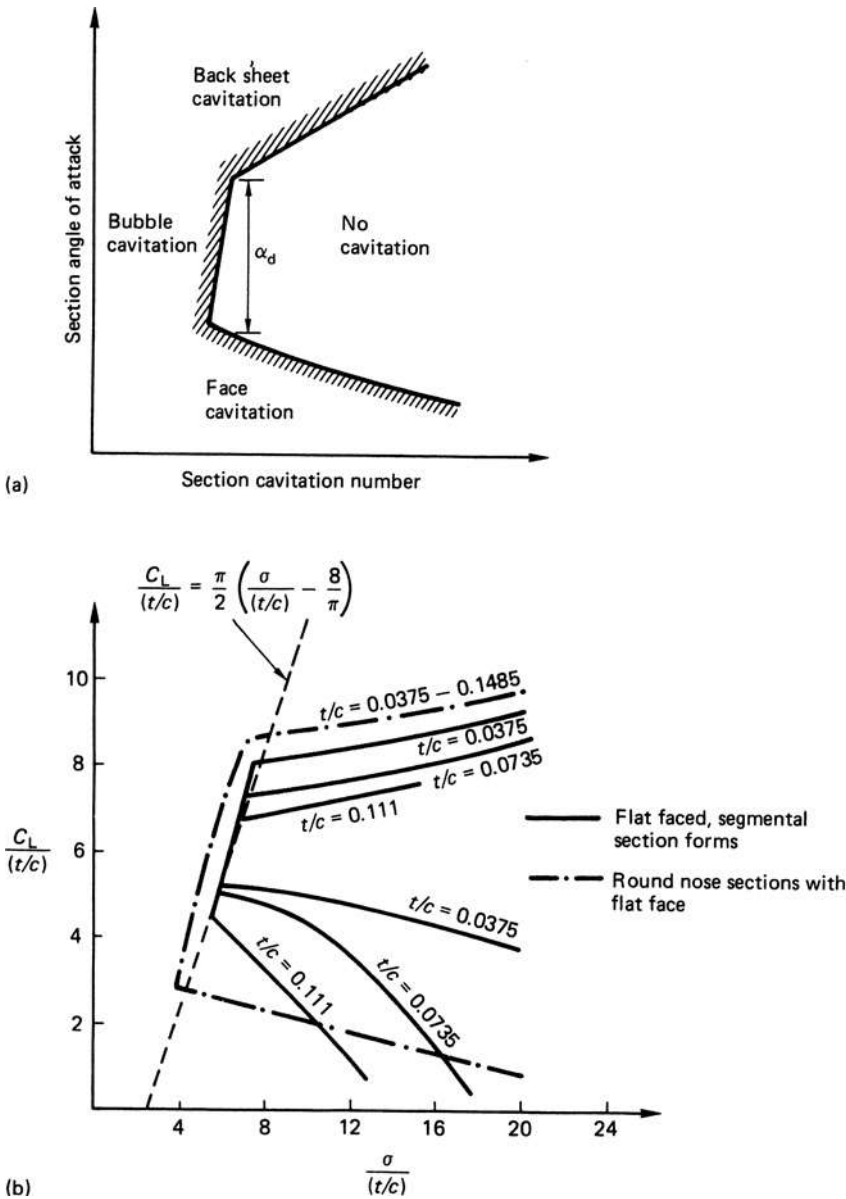 Back sheet
cavitation
Section angle of attack
Bubble
cavitation
α_d
No
cavitation
Face
cavitation
(a)
Section cavitation number
C_L/(t/c) = π/2 (σ/(t/c) − 8/π)
10
t/c = 0.0375 − 0.1485
t/c = 0.0375
8
t/c = 0.0735
t/c = 0.111
Flat faced, segmental
section forms
C_L/(t/c)
6
Round nose sections with
flat face
t/c = 0.0375
4
t/c = 0.111
t/c = 0.0735
2
4 8 12 16 20 24
σ/(t/c)
(b)